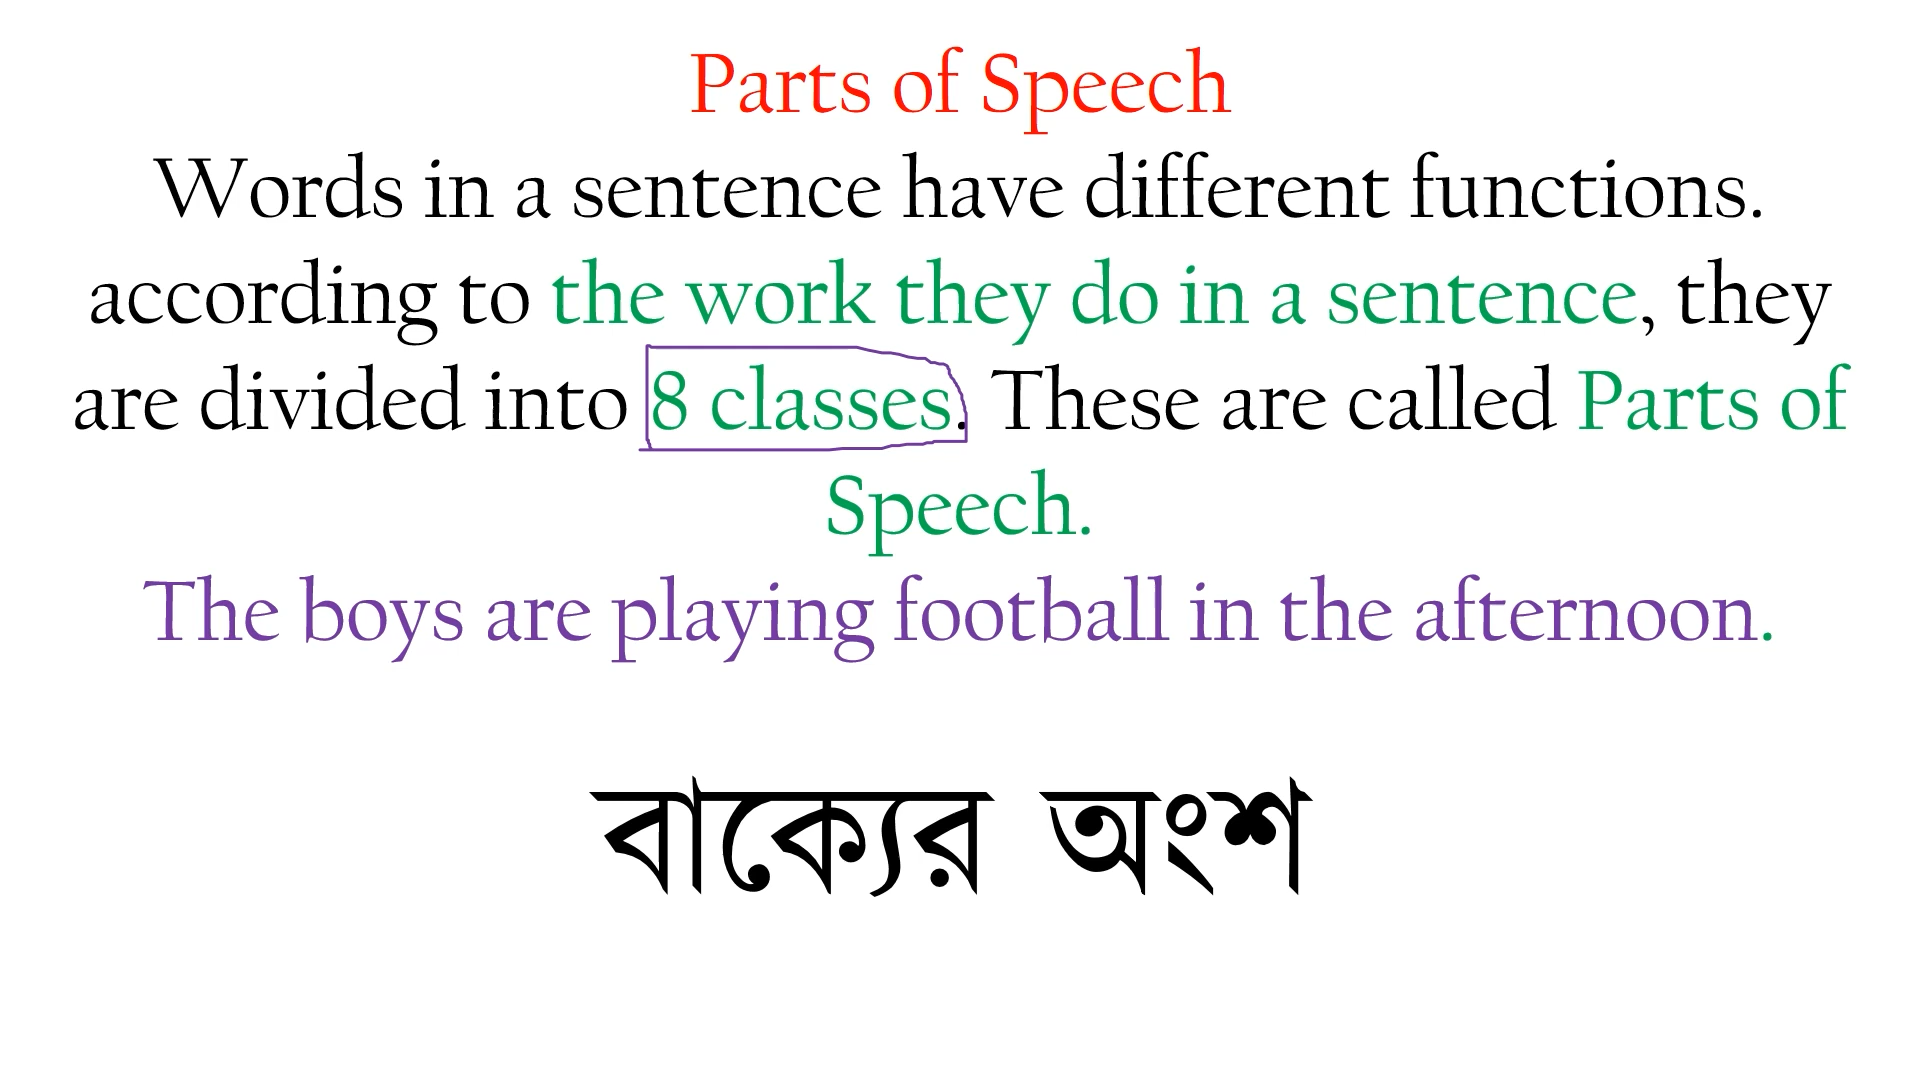 Parts of Speech
Words in a sentence have different functions.
according to the work they do in a sentence, they
are divided into 8 classes. These are called Parts of
Speech.
The boys are playing football in the afternoon.
বাক্যের অংশ